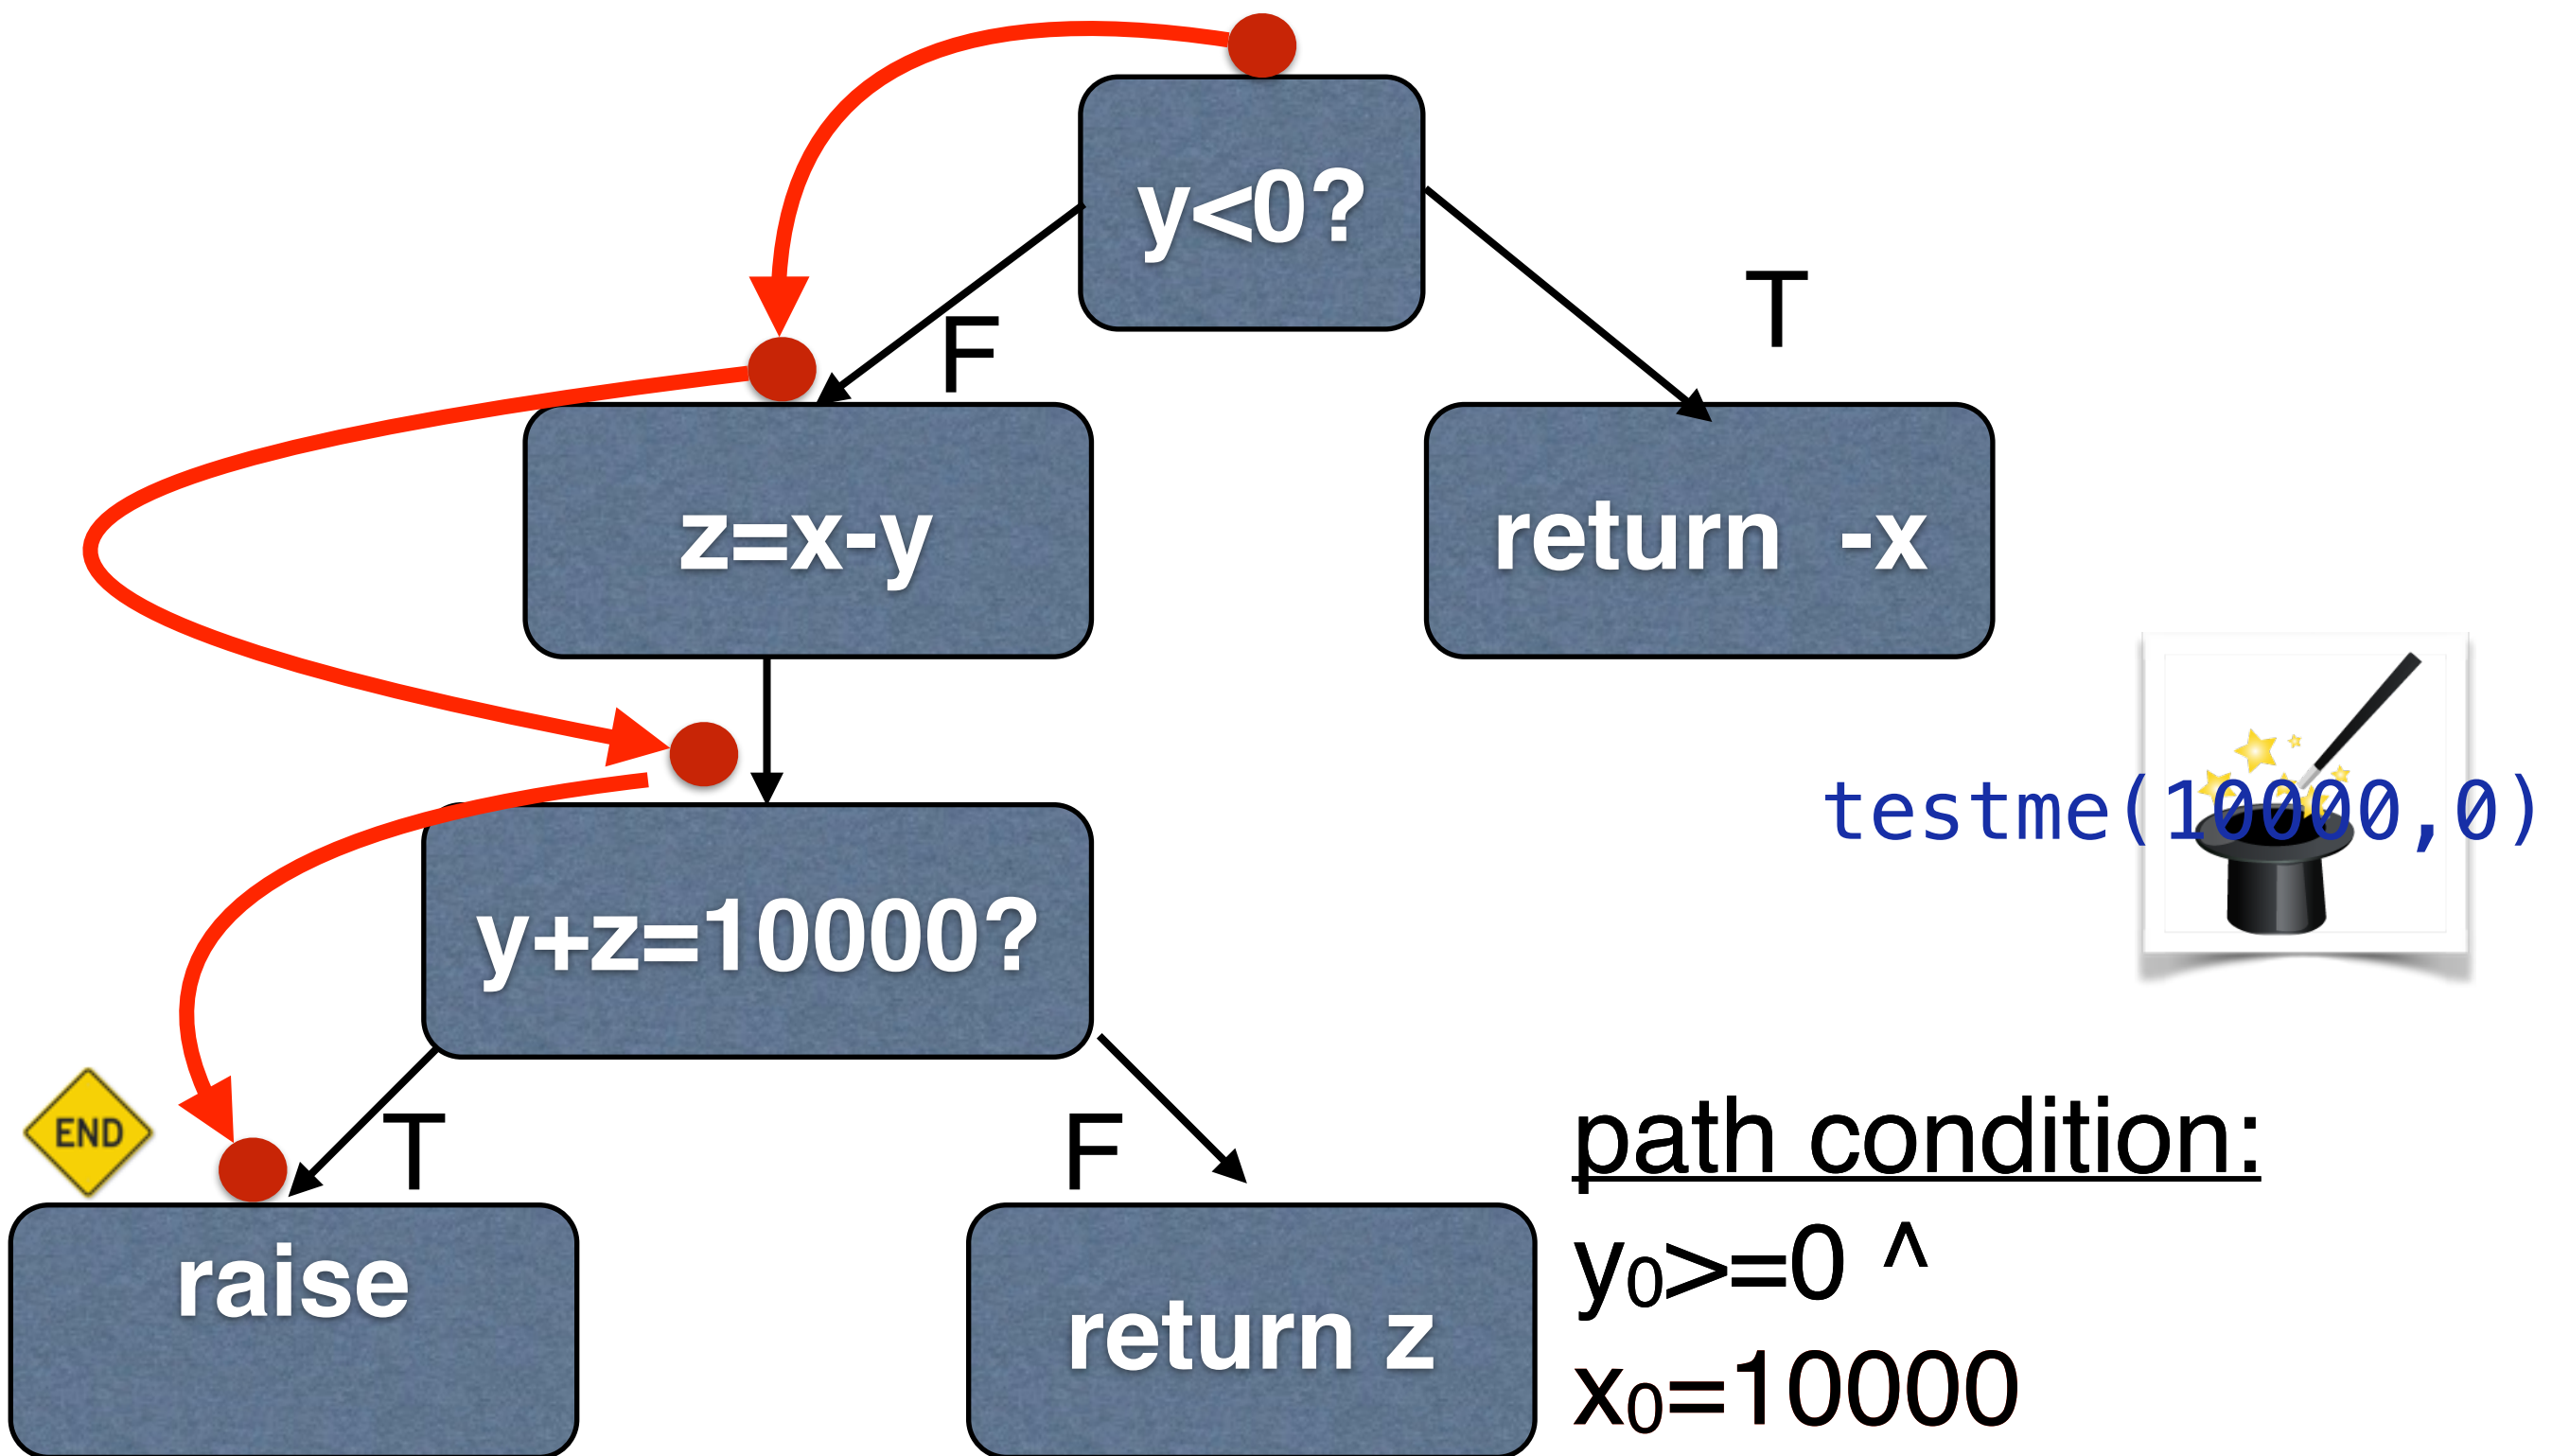 y<0?
F
T
z=x-y
return -x
testme(10000,0)
y+z=10000?
END
T
F
path condition:
y₀>=0 ^
x₀=10000
raise
return z